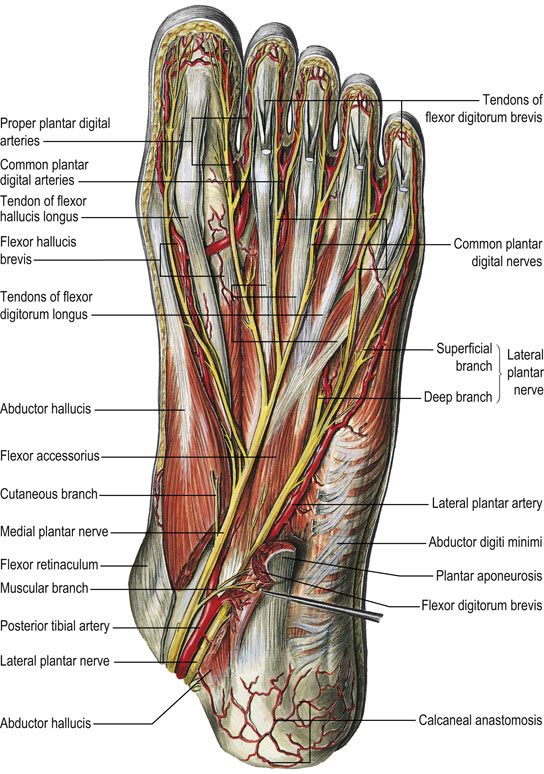 Proper plantar digital
arteries
Common plantar
digital arteries
Tendon of flexor
hallucis longus
Flexor hallucis
brevis
Tendons of flexor
digitorum longus
Abductor hallucis
Flexor accessorius
Cutaneous branch
Medial plantar nerve
Flexor retinaculum
Muscular branch
Posterior tibial artery
Lateral plantar nerve
Abductor hallucis
Tendons of
flexor digitorum brevis
Common plantar
digital nerves
Superficial
branch
Deep branch
Lateral
plantar
nerve
Lateral plantar artery
Abductor digiti minimi
Plantar aponeurosis
Flexor digitorum brevis
Calcaneal anastomosis